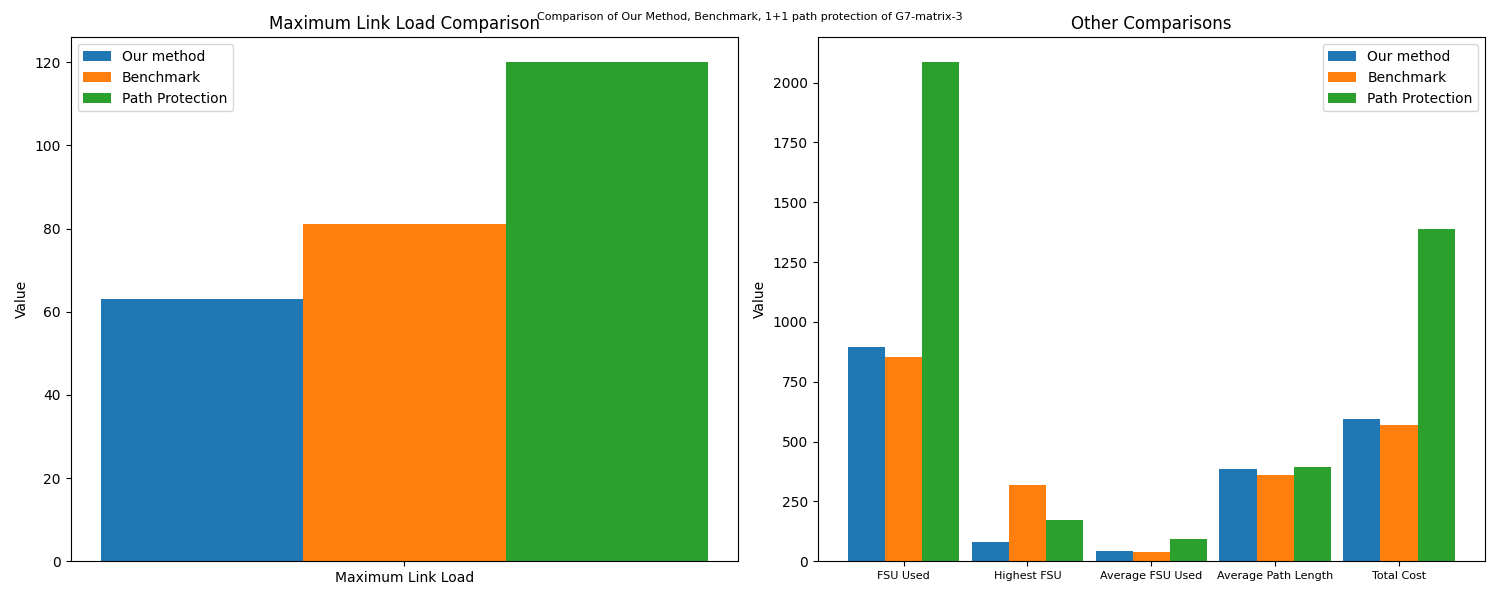 Comparison of Our Method, Benchmark, 1+1 path protection of G7-matrix-3
Maximum Link Load Comparison
Our method
Benchmark
Path Protection
Value
120
100
80
60
40
20
0
Maximum Link Load
Other Comparisons
Our method
Benchmark
Path Protection
Value
2000
1750
1500
1250
1000
750
500
250
0
FSU Used
Highest FSU
Average FSU Used
Average Path Length
Total Cost